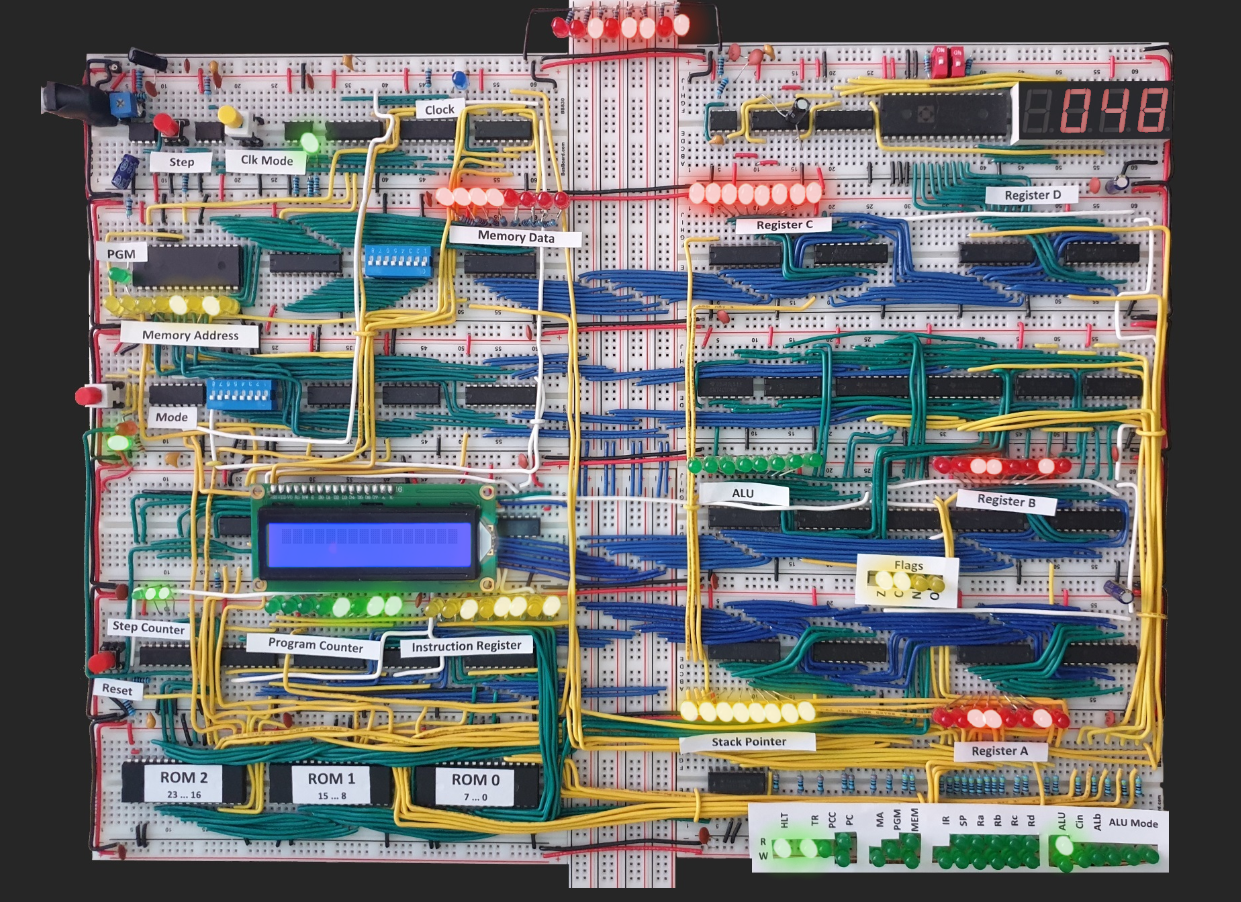 Clock
048
Step
Clk Mode
Register D
Register C
Memory Data
PGM
Memory Address
Mode
ALU
Register B
Flags
Z
C
N
O
Step Counter
Program Counter
Instruction Register
Reset
Stack Pointer
Register A
ROM 2
23 ... 16
ROM 1
15 ... 8
ROM 0
7 ... 0
HLT
TR
PCC
PC
MA
PGM
MEM
IR
SP
Ra
Rb
Rc
Rd
ALU
Cin
ALb
ALU Mode
R
W